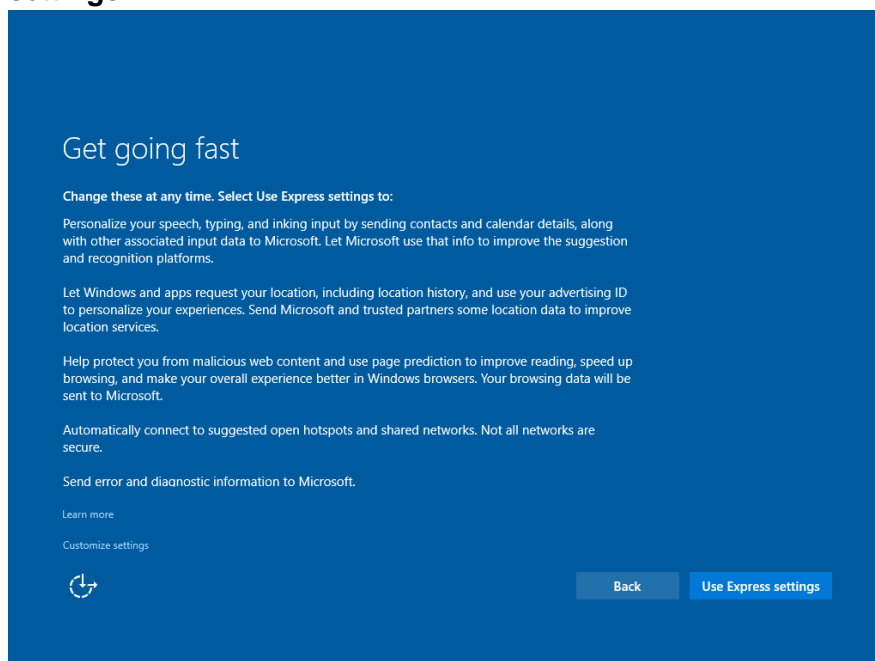 Get going fast
Change these at any time. Select Use Express settings to:
Personalize your speech, typing, and inking input by sending contacts and calendar details, along
with other associated input data to Microsoft. Let Microsoft use that info to improve the suggestion
and recognition platforms.
Let Windows and apps request your location, including location history, and use your advertising ID
to personalize your experiences. Send Microsoft and trusted partners some location data to improve
location services.
Help protect you from malicious web content and use page prediction to improve reading, speed up
browsing, and make your overall experience better in Windows browsers. Your browsing data will be
sent to Microsoft.
Automatically connect to suggested open hotspots and shared networks. Not all networks are
secure.
Send error and diagnostic information to Microsoft.
Learn more
Customize settings
Back
Use Express settings